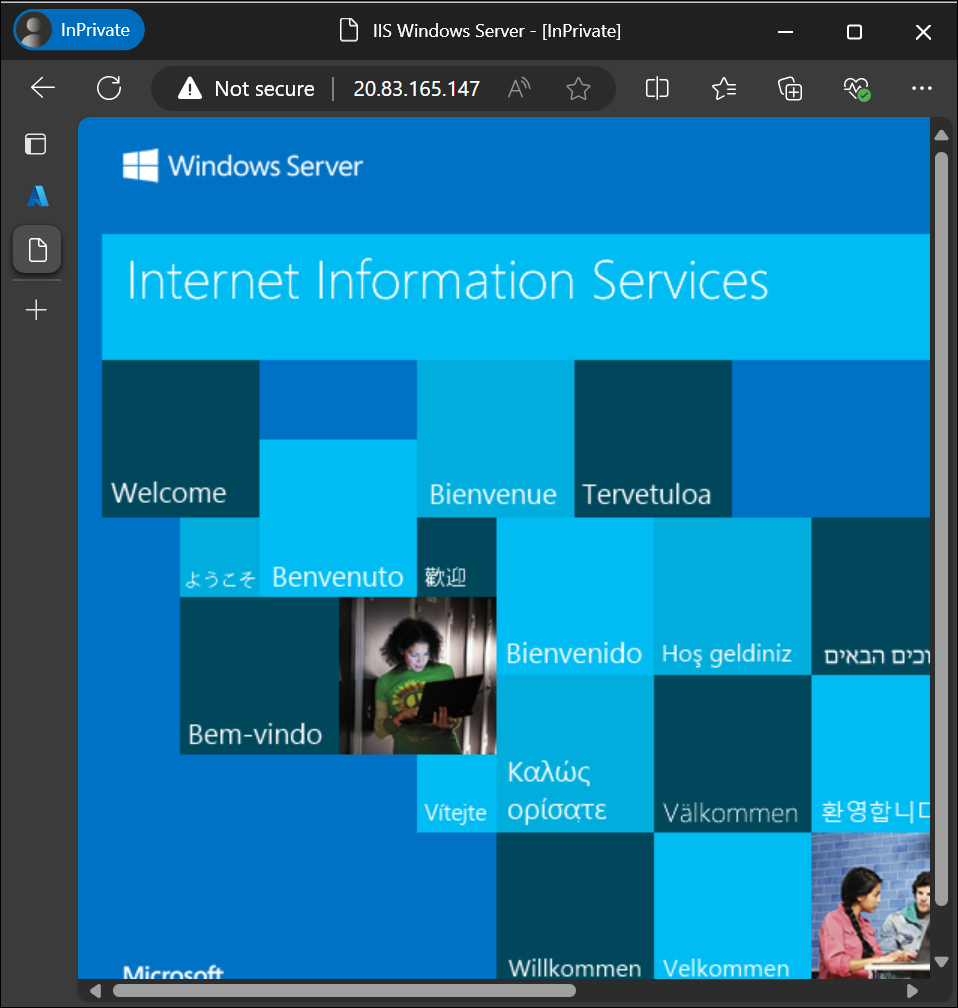 InPrivate
IIS Windows Server - [InPrivate]
Not secure
20.83.165.147
Windows Server
Internet Information Services
Welcome
Bienvenue
Tervetuloa
ようこそ
Benvenuto
歡迎
Bienvenido
Hoş geldiniz
וכים הבאים
Bem-vindo
Vítejte
Καλώς
ορίσατε
Välkommen
환영합니다
Willkommen
Velkommen
Microsoft